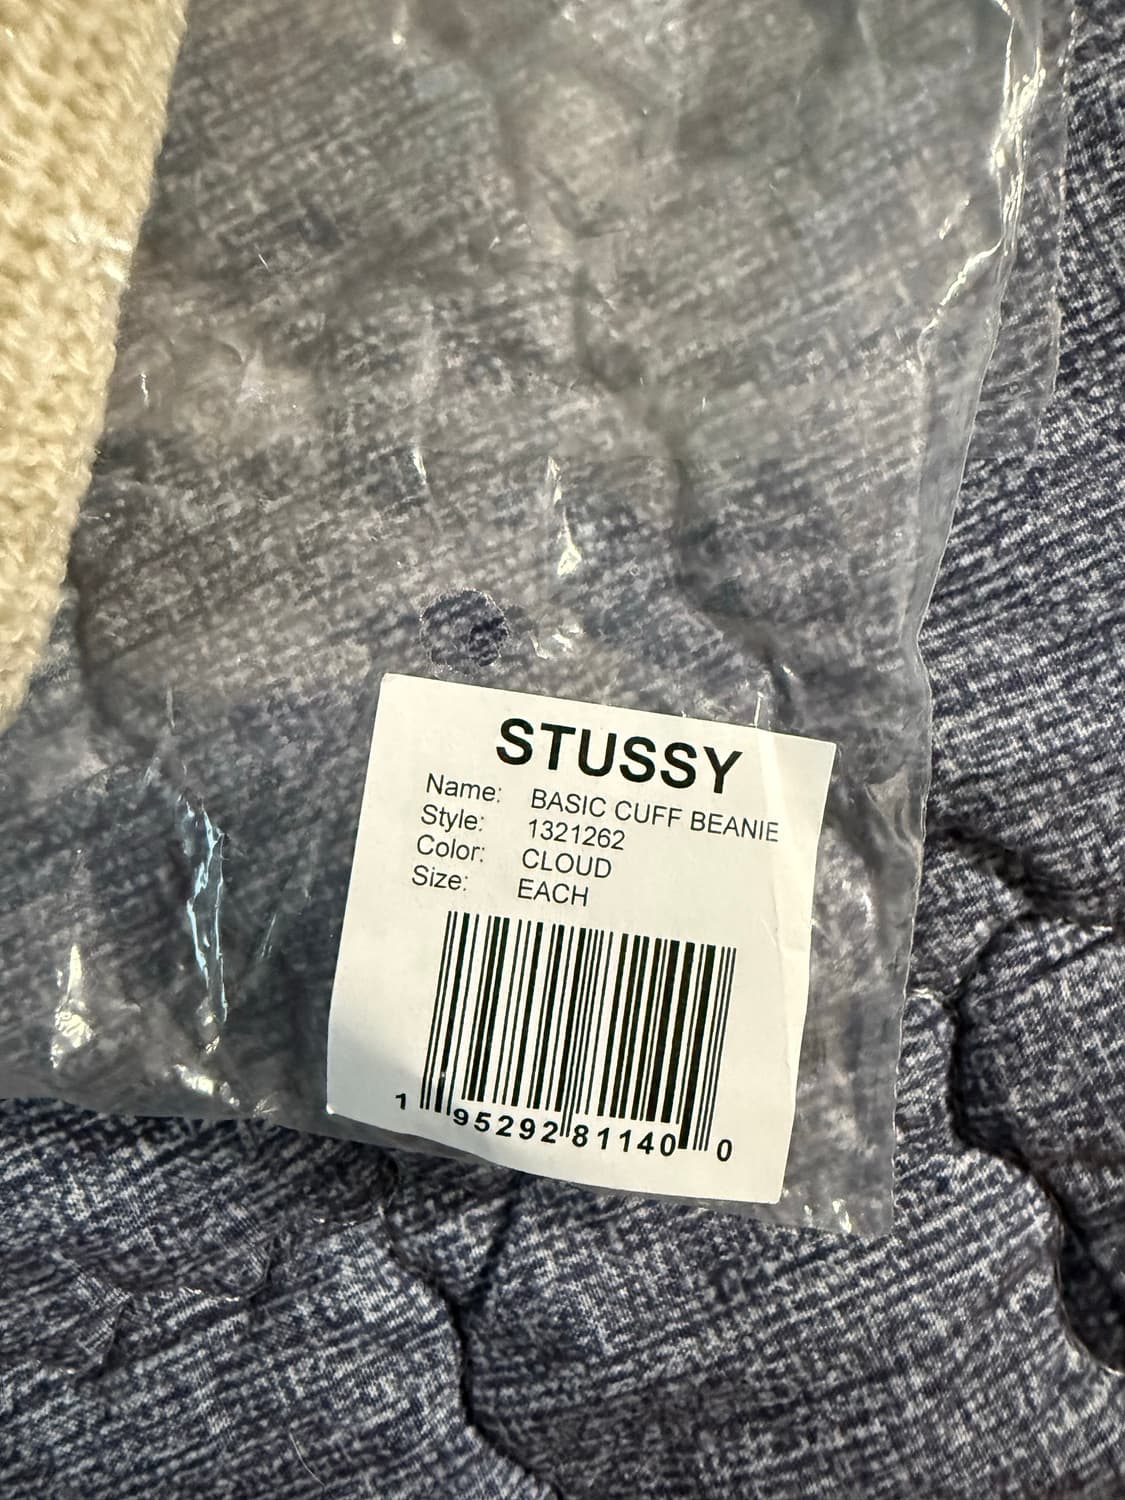 STUSSY
Name: BASIC CUFF BEANIE
Style: 1321262
Color: CLOUD
Size: EACH
1 95292 81140 0